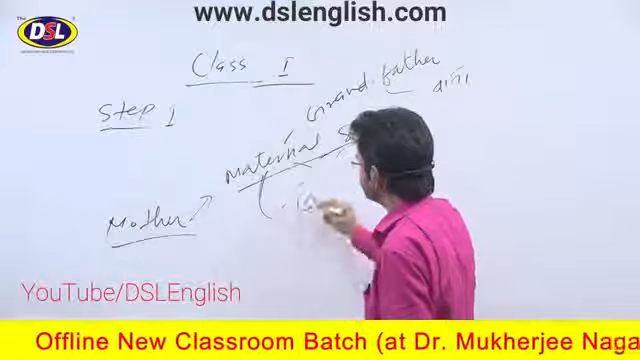 www.dslenglish.com
The
DSL
Class I
Step I
Grand father
नाना
Maternal
Mother
YouTube/DSLEnglish
Offline New Classroom Batch (at Dr. Mukherjee Naga